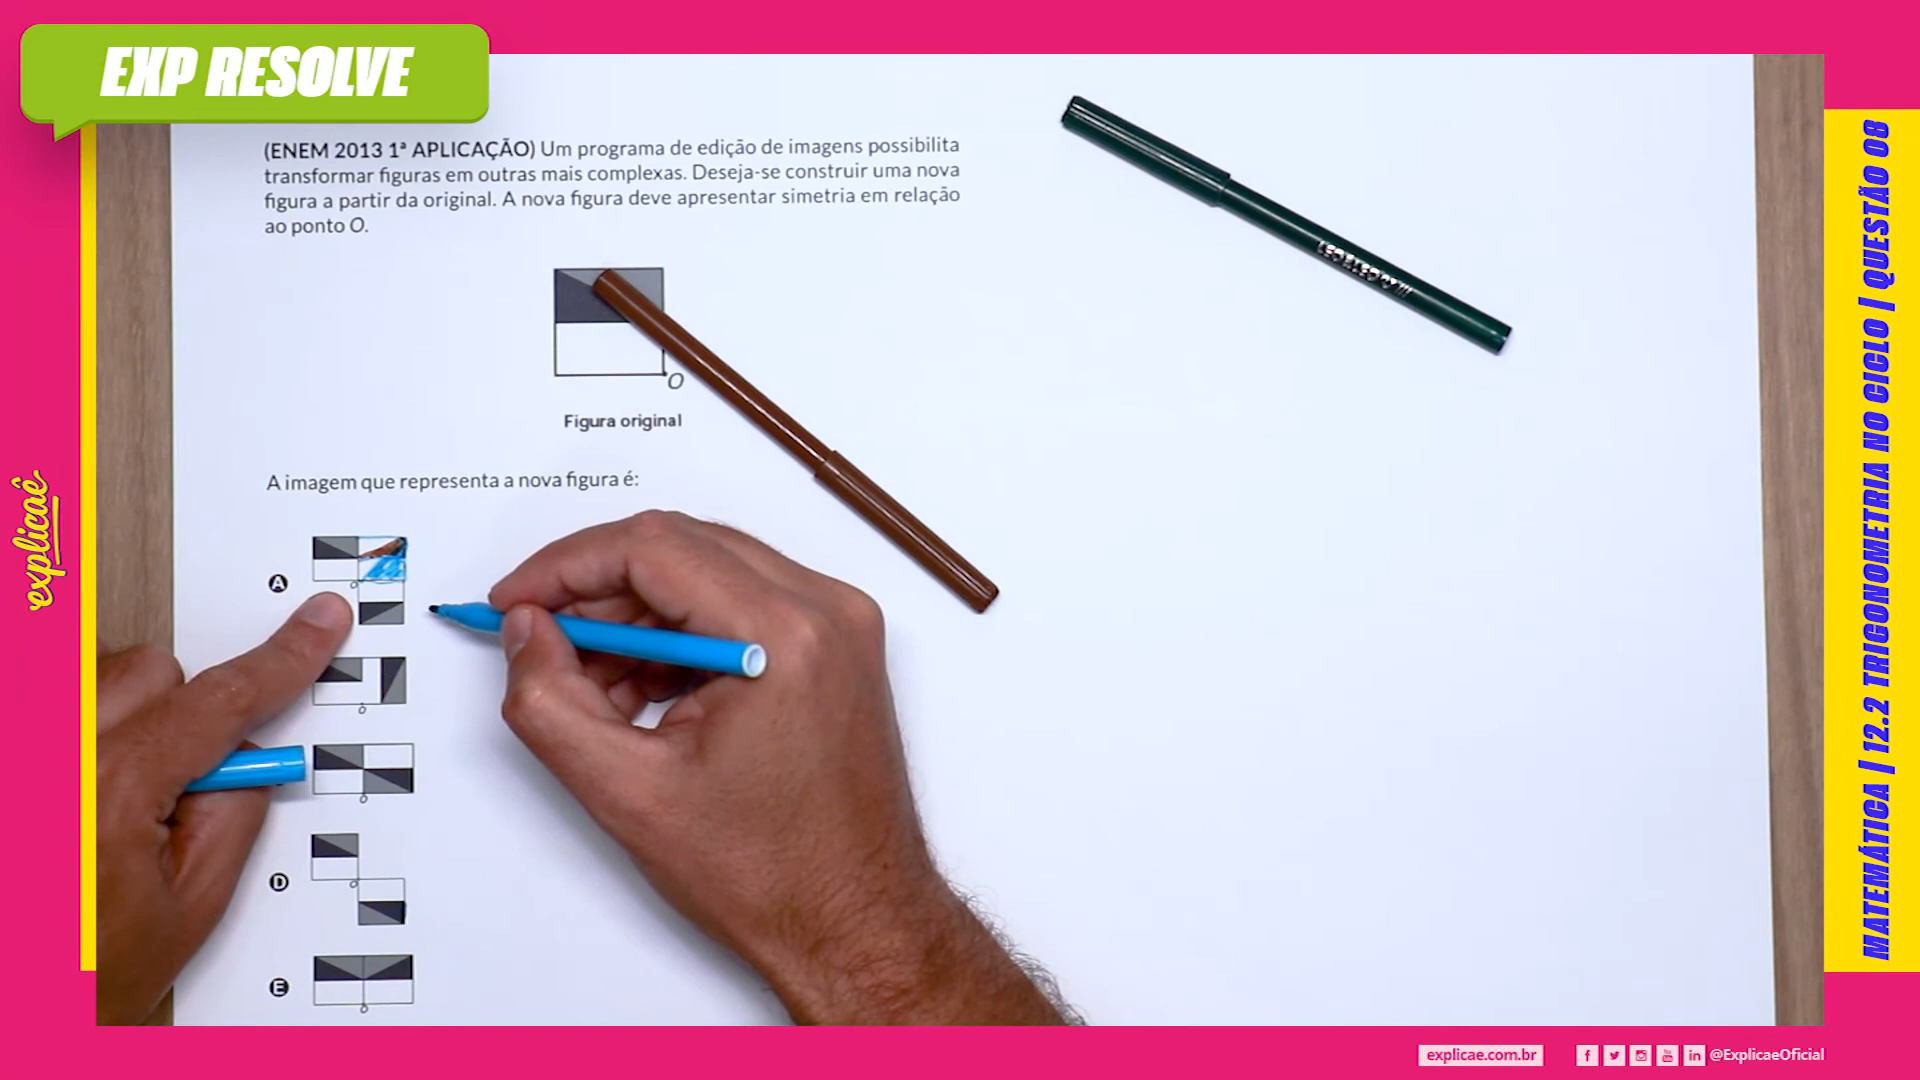 EXP RESOLVE
(ENEM 2013 1ª APLICAÇÃO) Um programa de edição de imagens possibilita
transformar figuras em outras mais complexas. Deseja-se construir uma nova
figura a partir da original. A nova figura deve apresentar simetria em relação
ao ponto O.
O
Figura original
A imagem que representa a nova figura é:
A
O
O
O
D
O
E
O
explicaê
MATEMÁTICA | 12.2 TRIGONOMETRIA NO CICLO | QUESTÃO 08
explicae.com.br
@ExplicaeOficial